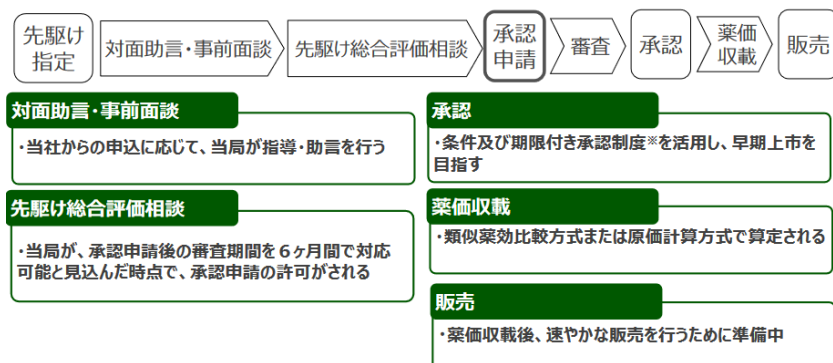 先駆け
指定
対面助言・事前面談
先駆け総合評価相談
承認
申請
審査
承認
薬価
収載
販売
対面助言・事前面談
・当社からの申込に応じて、当局が指導・助言を行う
先駆け総合評価相談
・当局が、承認申請後の審査期間を6ヶ月間で対応
可能と見込んだ時点で、承認申請の許可がされる
承認
・条件及び期限付き承認制度※を活用し、早期上市を
目指す
薬価収載
・類似薬効比較方式または原価計算方式で算定される
販売
・薬価収載後、速やかな販売を行うために準備中